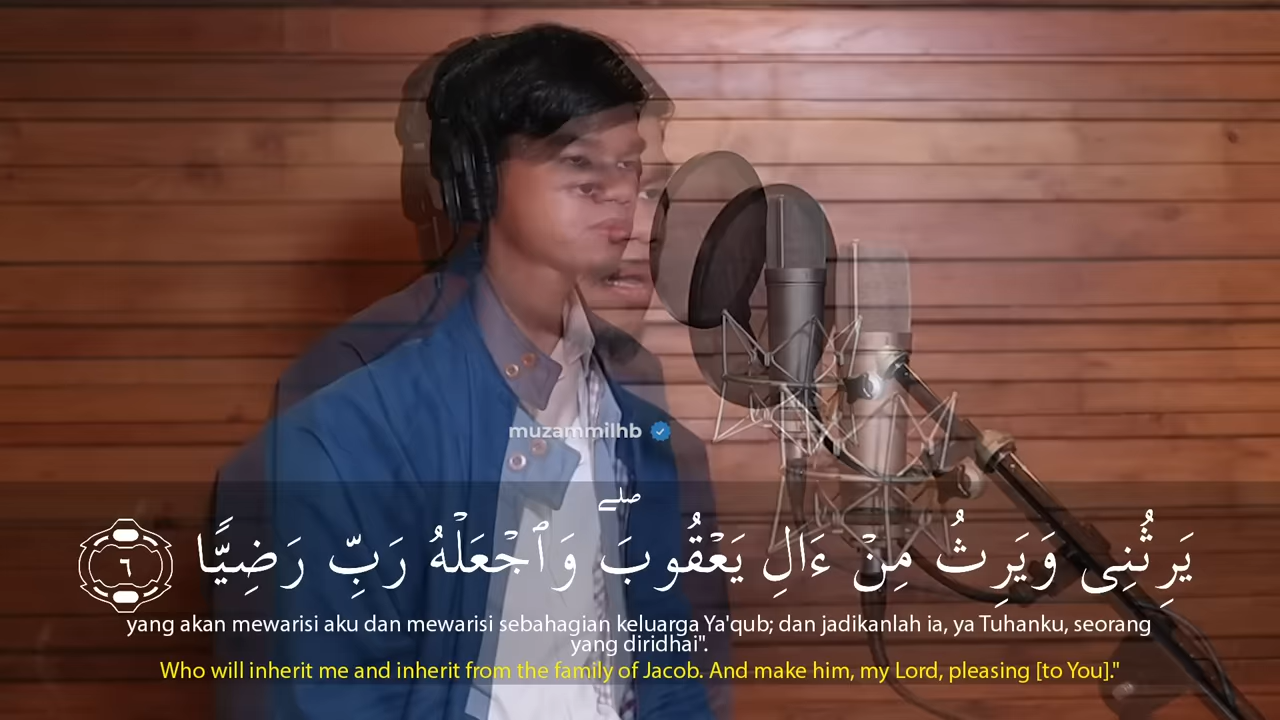 muzammilhb
صلے
يَرِثُنِى وَيَرِثُ مِنْ ءَالِ يَعْقُوبَ وَٱجْعَلْهُ رَبِّ رَضِيًّا ٦
yang akan mewarisi aku dan mewarisi sebahagian keluarga Ya'qub; dan jadikanlah ia, ya Tuhanku, seorang
yang diridhai".
Who will inherit me and inherit from the family of Jacob. And make him, my Lord, pleasing [to You]."